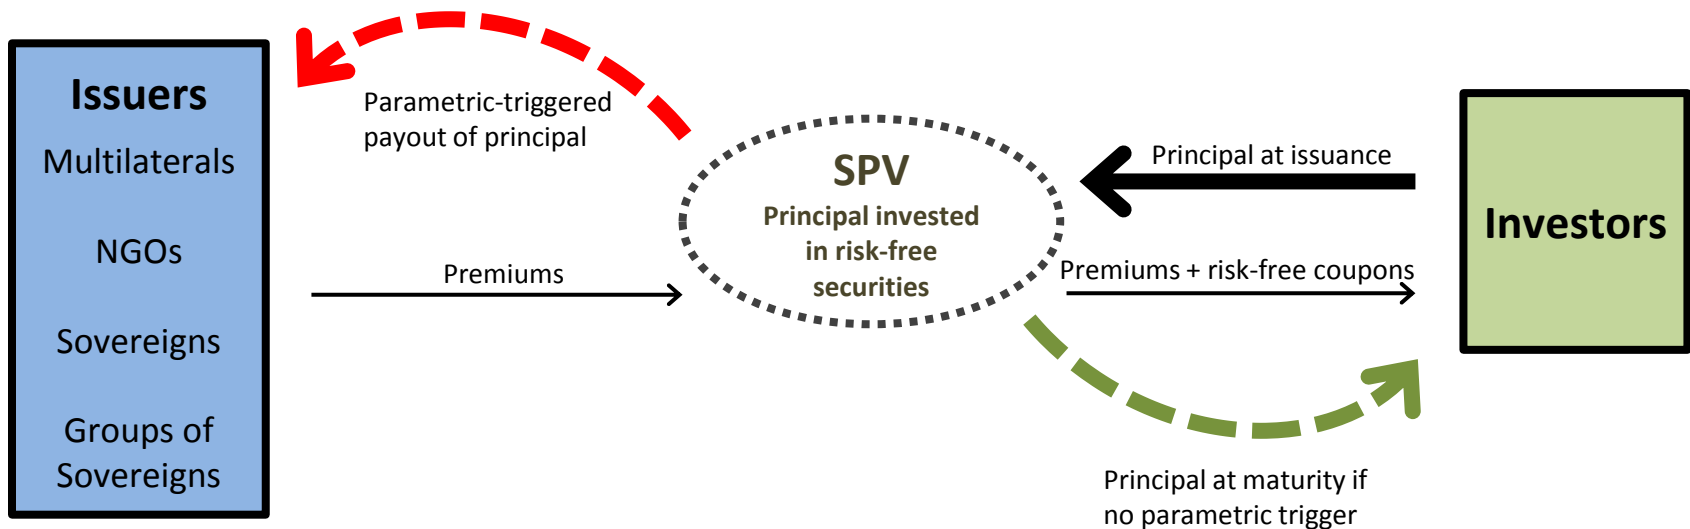 Issuers
Multilaterals
NGOs
Sovereigns
Groups of
Sovereigns
Parametric-triggered
payout of principal
Premiums
SPV
Principal invested
in risk-free
securities
Principal at issuance
Premiums + risk-free coupons
Principal at maturity if
no parametric trigger
Investors